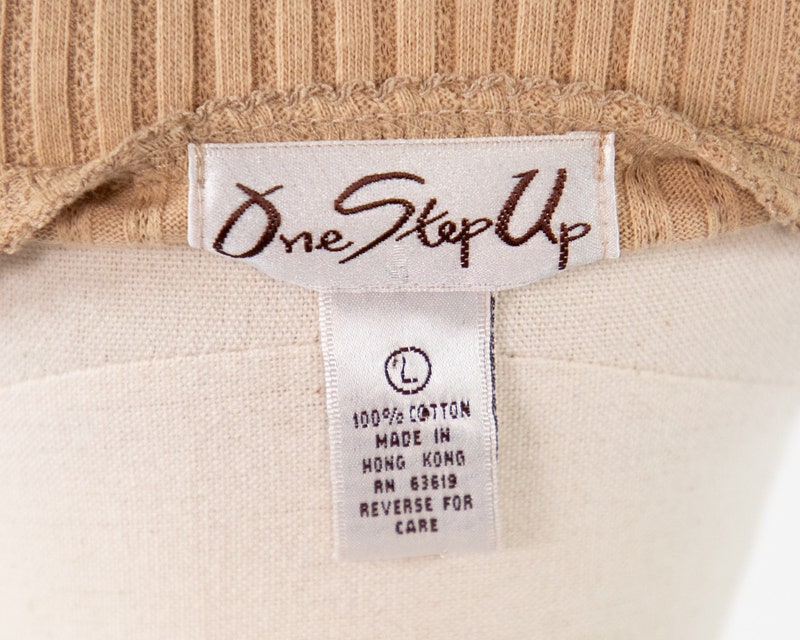 One Step Up
L
100% COTTON
MADE IN
HONG KONG
RN 63619
REVERSE FOR
CARE